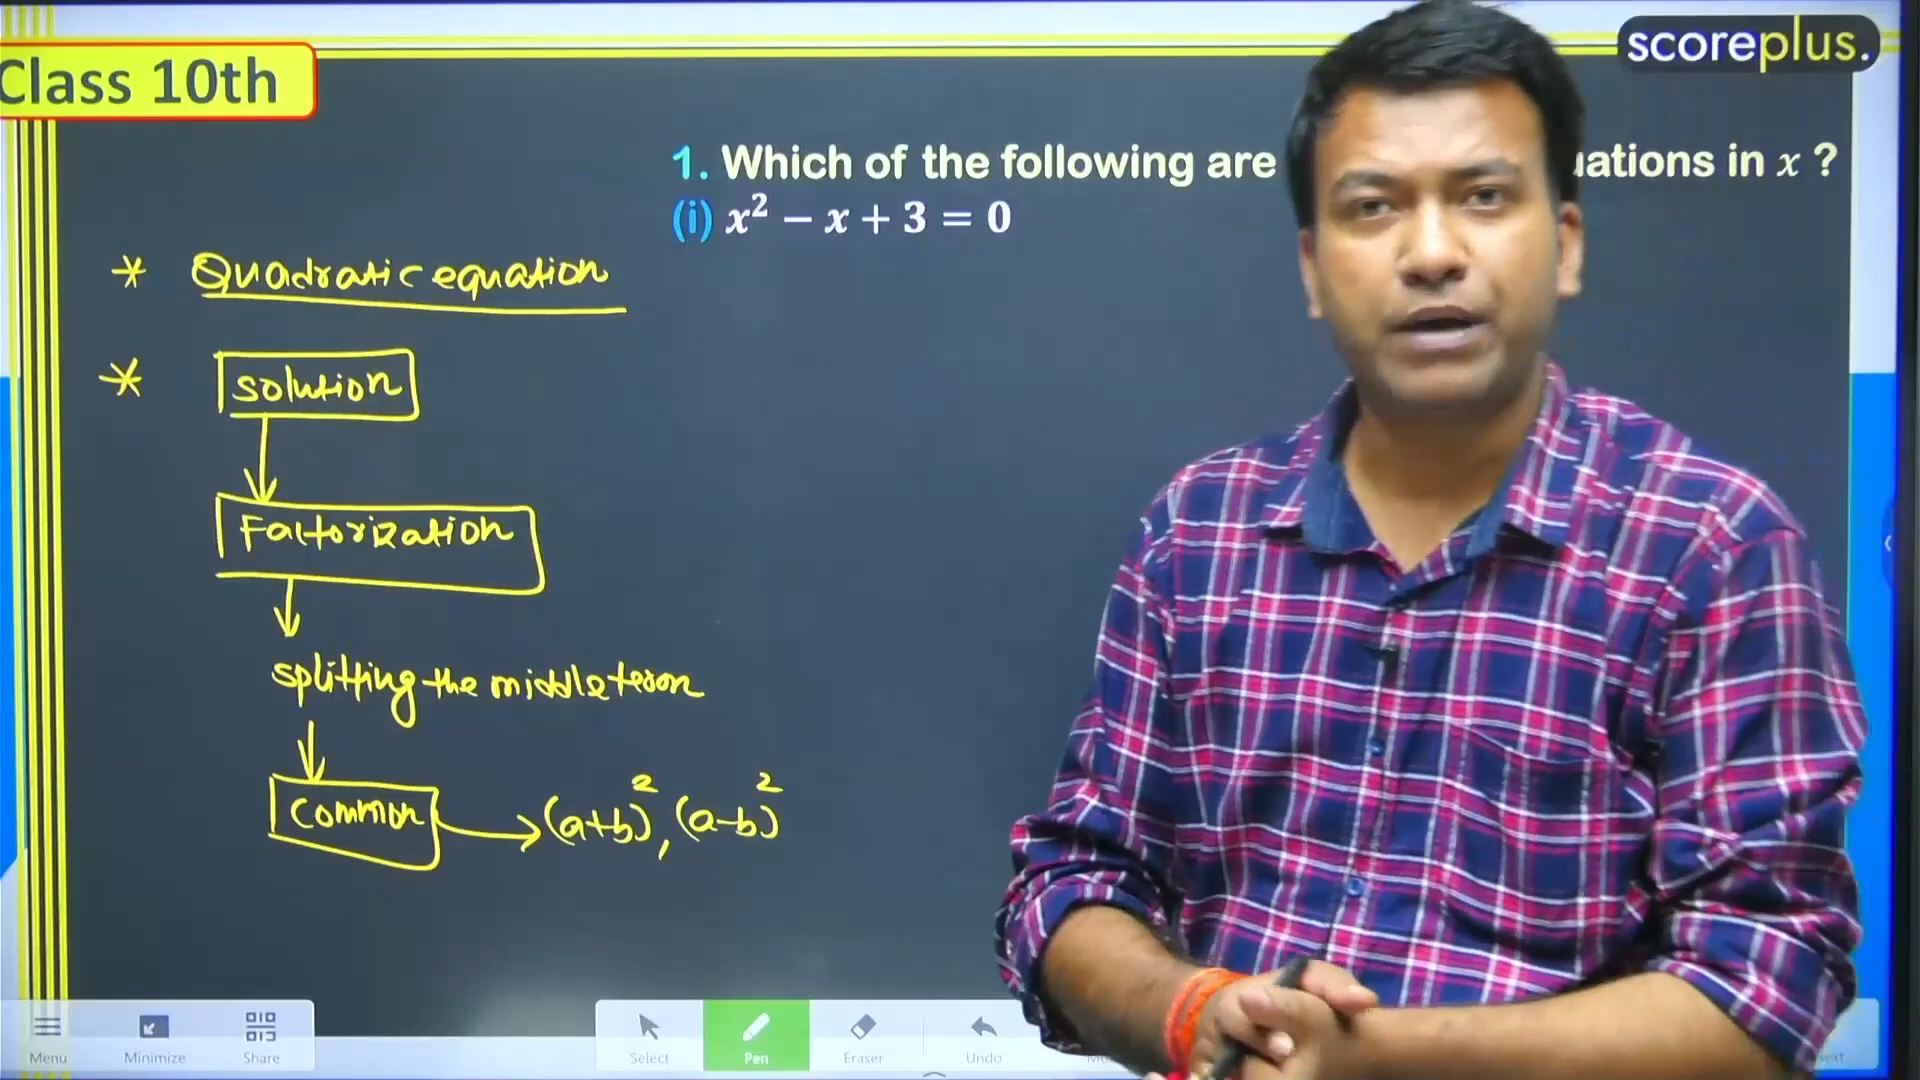 Class 10th
scoreplus.
1. Which of the following are uations in x ?
(i) x² − x + 3 = 0
* Quadratic equation
* solution
Factorization
splitting the middle term
common → (a+b)², (a-b)²
Menu Minimize Share Select Pen Eraser Undo